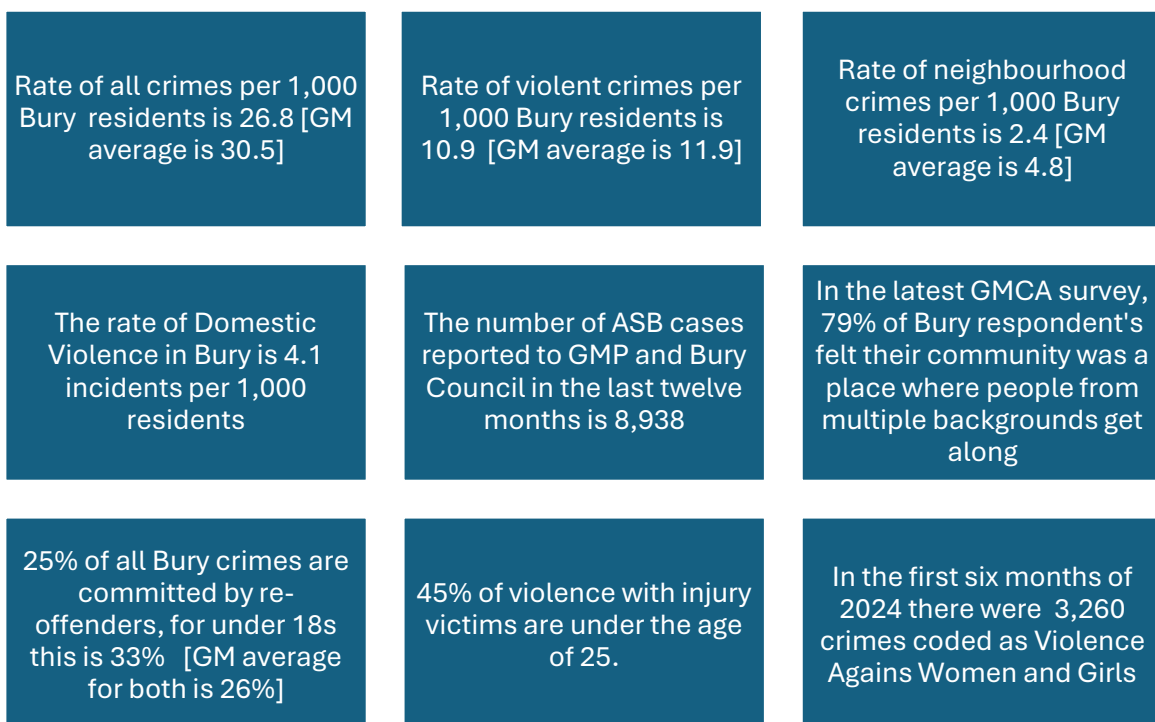 Rate of all crimes per 1,000
Bury  residents is 26.8 [GM
average is 30.5]
Rate of violent crimes per
1,000 Bury residents is
10.9  [GM average is 11.9]
Rate of neighbourhood
crimes per 1,000 Bury
residents is 2.4 [GM
average is 4.8]
The rate of Domestic
Violence in Bury is 4.1
incidents per 1,000
residents
The number of ASB cases
reported to GMP and Bury
Council in the last twelve
months is 8,938
In the latest GMCA survey,
79% of Bury respondent's
felt their community was a
place where people from
multiple backgrounds get
along
25% of all Bury crimes are
committed by re-
offenders, for under 18s
this is 33%   [GM average
for both is 26%]
45% of violence with injury
victims are under the age
of 25.
In the first six months of
2024 there were  3,260
crimes coded as Violence
Agains Women and Girls